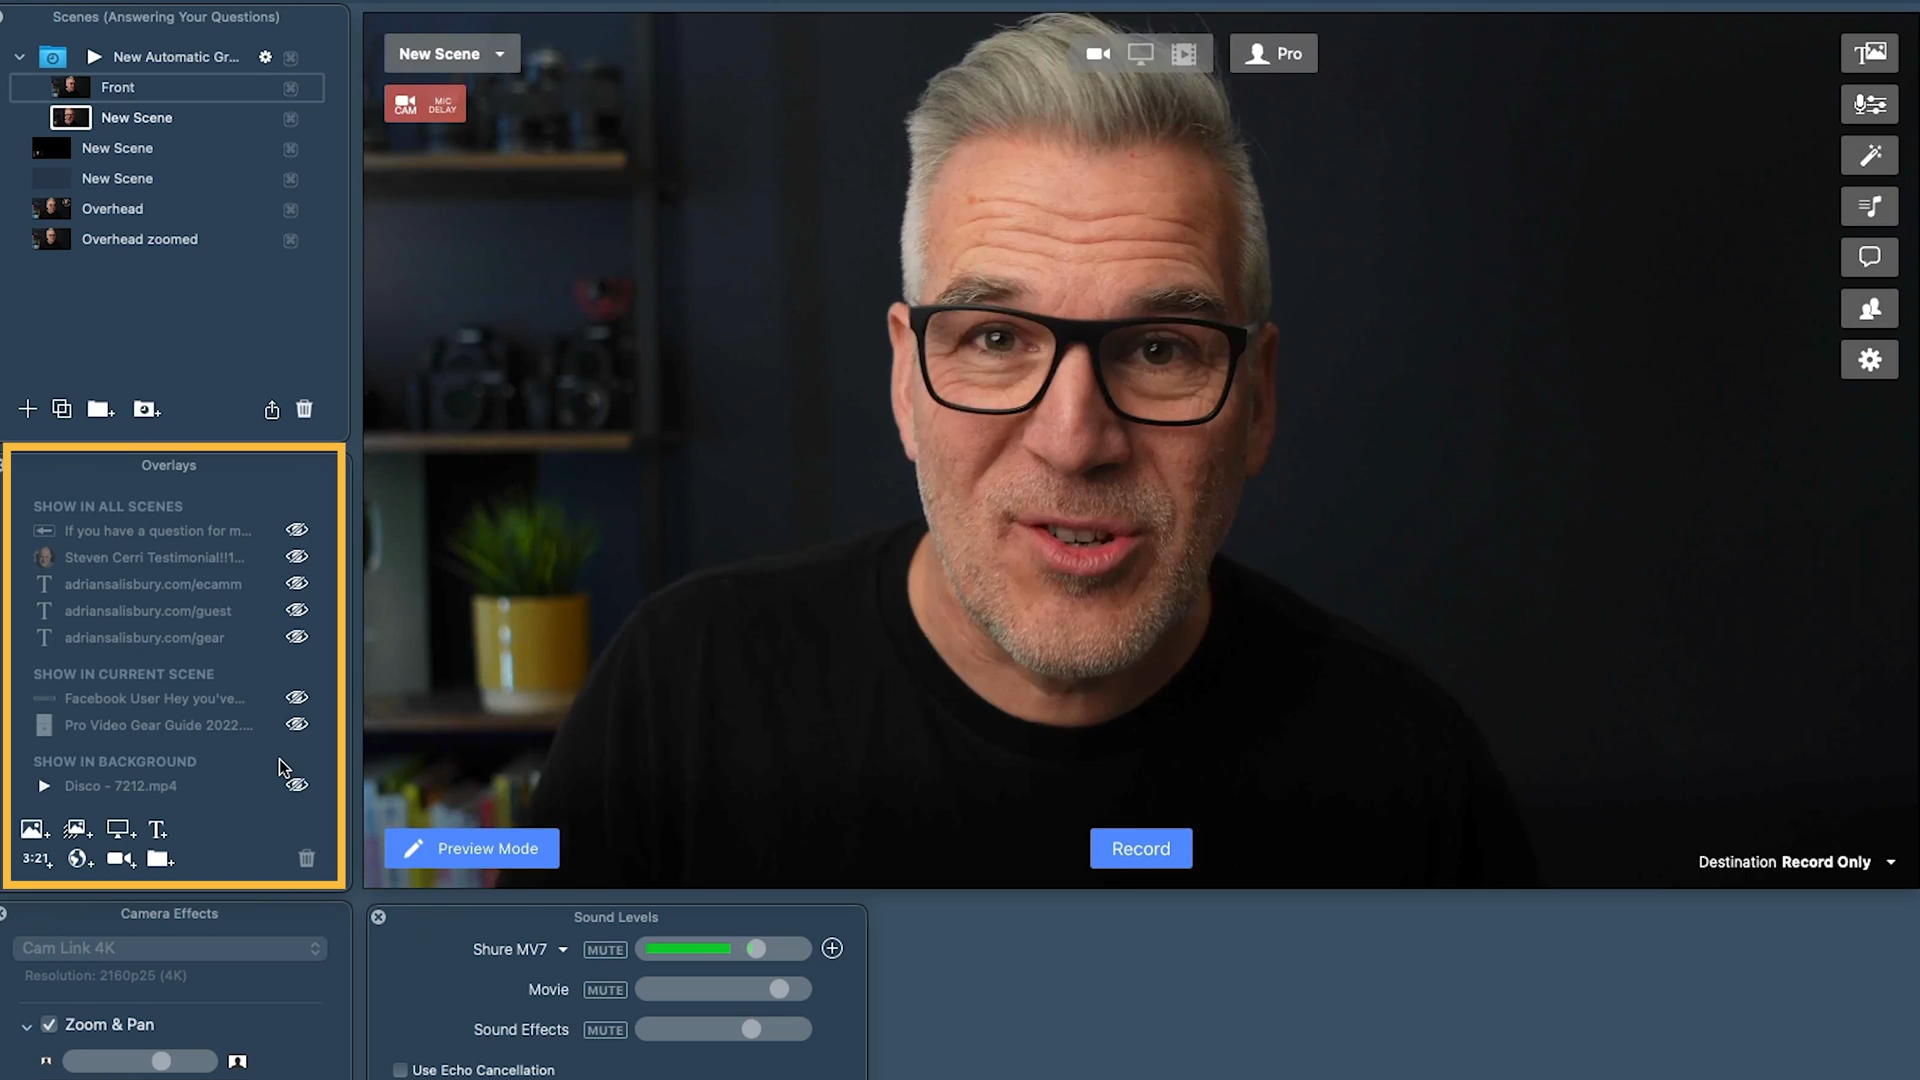 Scenes (Answering Your Questions)
New Automatic Gr...
Front
New Scene
New Scene
New Scene
Overhead
Overhead zoomed
Overlays
SHOW IN ALL SCENES
If you have a question for m...
Steven Cerri Testimonial!!1...
adriansalisbury.com/ecamm
adriansalisbury.com/guest
adriansalisbury.com/gear
SHOW IN CURRENT SCENE
Facebook User Hey you've...
Pro Video Gear Guide 2022....
SHOW IN BACKGROUND
Disco - 7212.mp4
3:21
Camera Effects
Cam Link 4K
Resolution: 2160p25 (4K)
Zoom & Pan
New Scene
CAM
MIC DELAY
Pro
Preview Mode
Record
Destination Record Only
Sound Levels
Shure MV7 MUTE
Movie MUTE
Sound Effects MUTE
Use Echo Cancellation